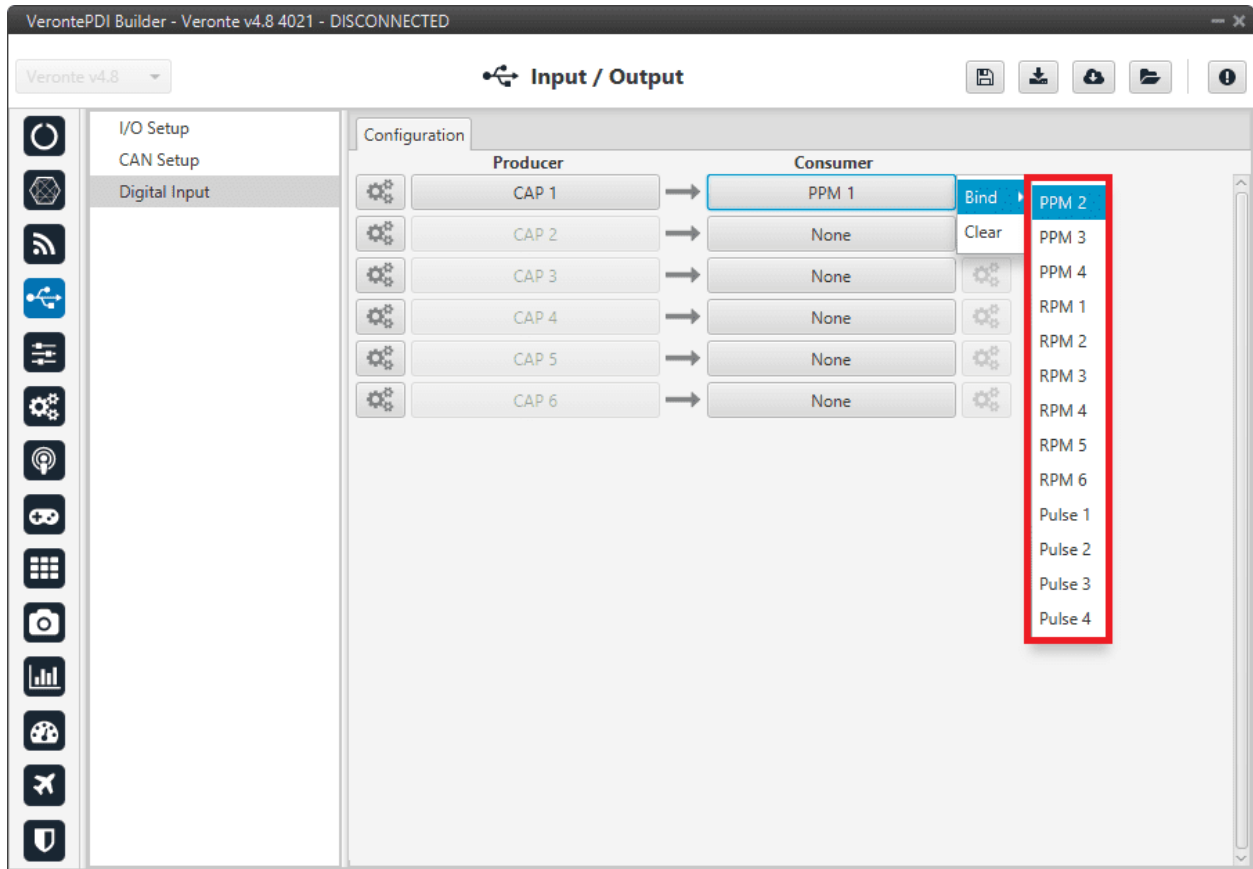 VerontePDI Builder - Veronte v4.8 4021 - DISCONNECTED
Veronte v4.8
Input / Output
I/O Setup
CAN Setup
Digital Input
Configuration
Producer Consumer
CAP 1 PPM 1
CAP 2 None
CAP 3 None
CAP 4 None
CAP 5 None
CAP 6 None
Bind
Clear
PPM 2
PPM 3
PPM 4
RPM 1
RPM 2
RPM 3
RPM 4
RPM 5
RPM 6
Pulse 1
Pulse 2
Pulse 3
Pulse 4